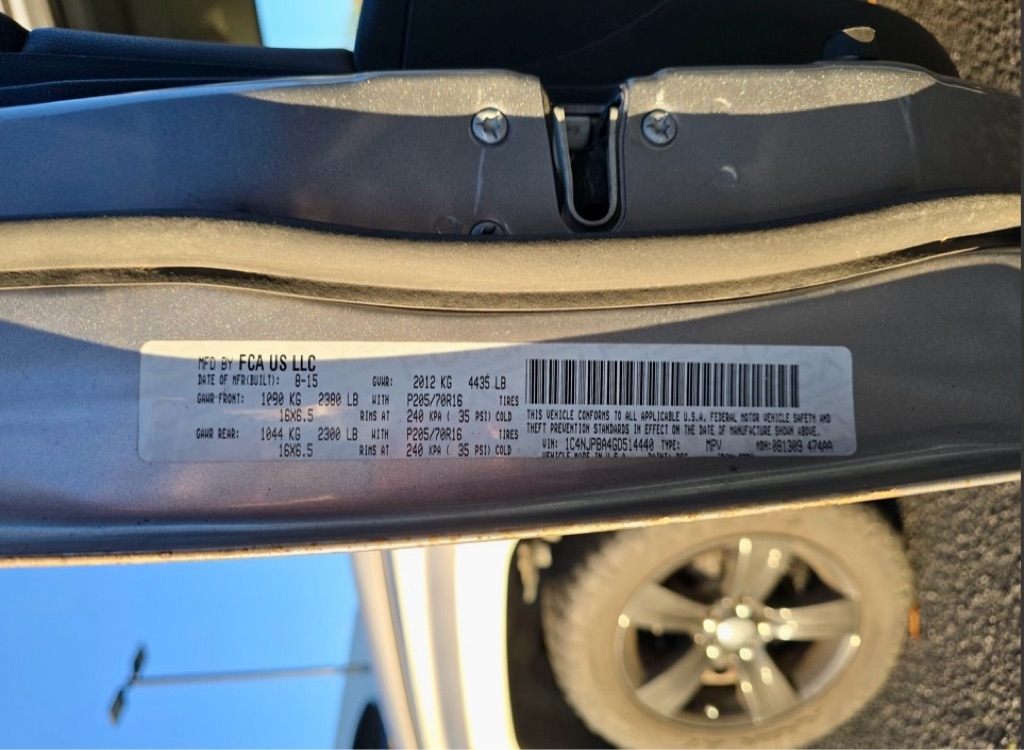 MFD BY FCA US LLC
DATE OF MFR(BUILT): 8-15 GVWR: 2012 KG 4435 LB
GAWR FRONT: 1090 KG 2380 LB WITH P205/70R16 TIRES
16X6.5 RIMS AT 240 KPA ( 35 PSI) COLD
GAWR REAR: 1044 KG 2300 LB WITH P205/70R16 TIRES
16X6.5 RIMS AT 240 KPA ( 35 PSI) COLD
THIS VEHICLE CONFORMS TO ALL APPLICABLE U.S.A. FEDERAL MOTOR VEHICLE SAFETY AND
THEFT PREVENTION STANDARDS IN EFFECT ON THE DATE OF MANUFACTURE SHOWN ABOVE.
VIN: 1C4NJPBA4GD514440 TYPE: MPV MDH: 081309 474AA
VEHICLE MADE IN U.S.A.